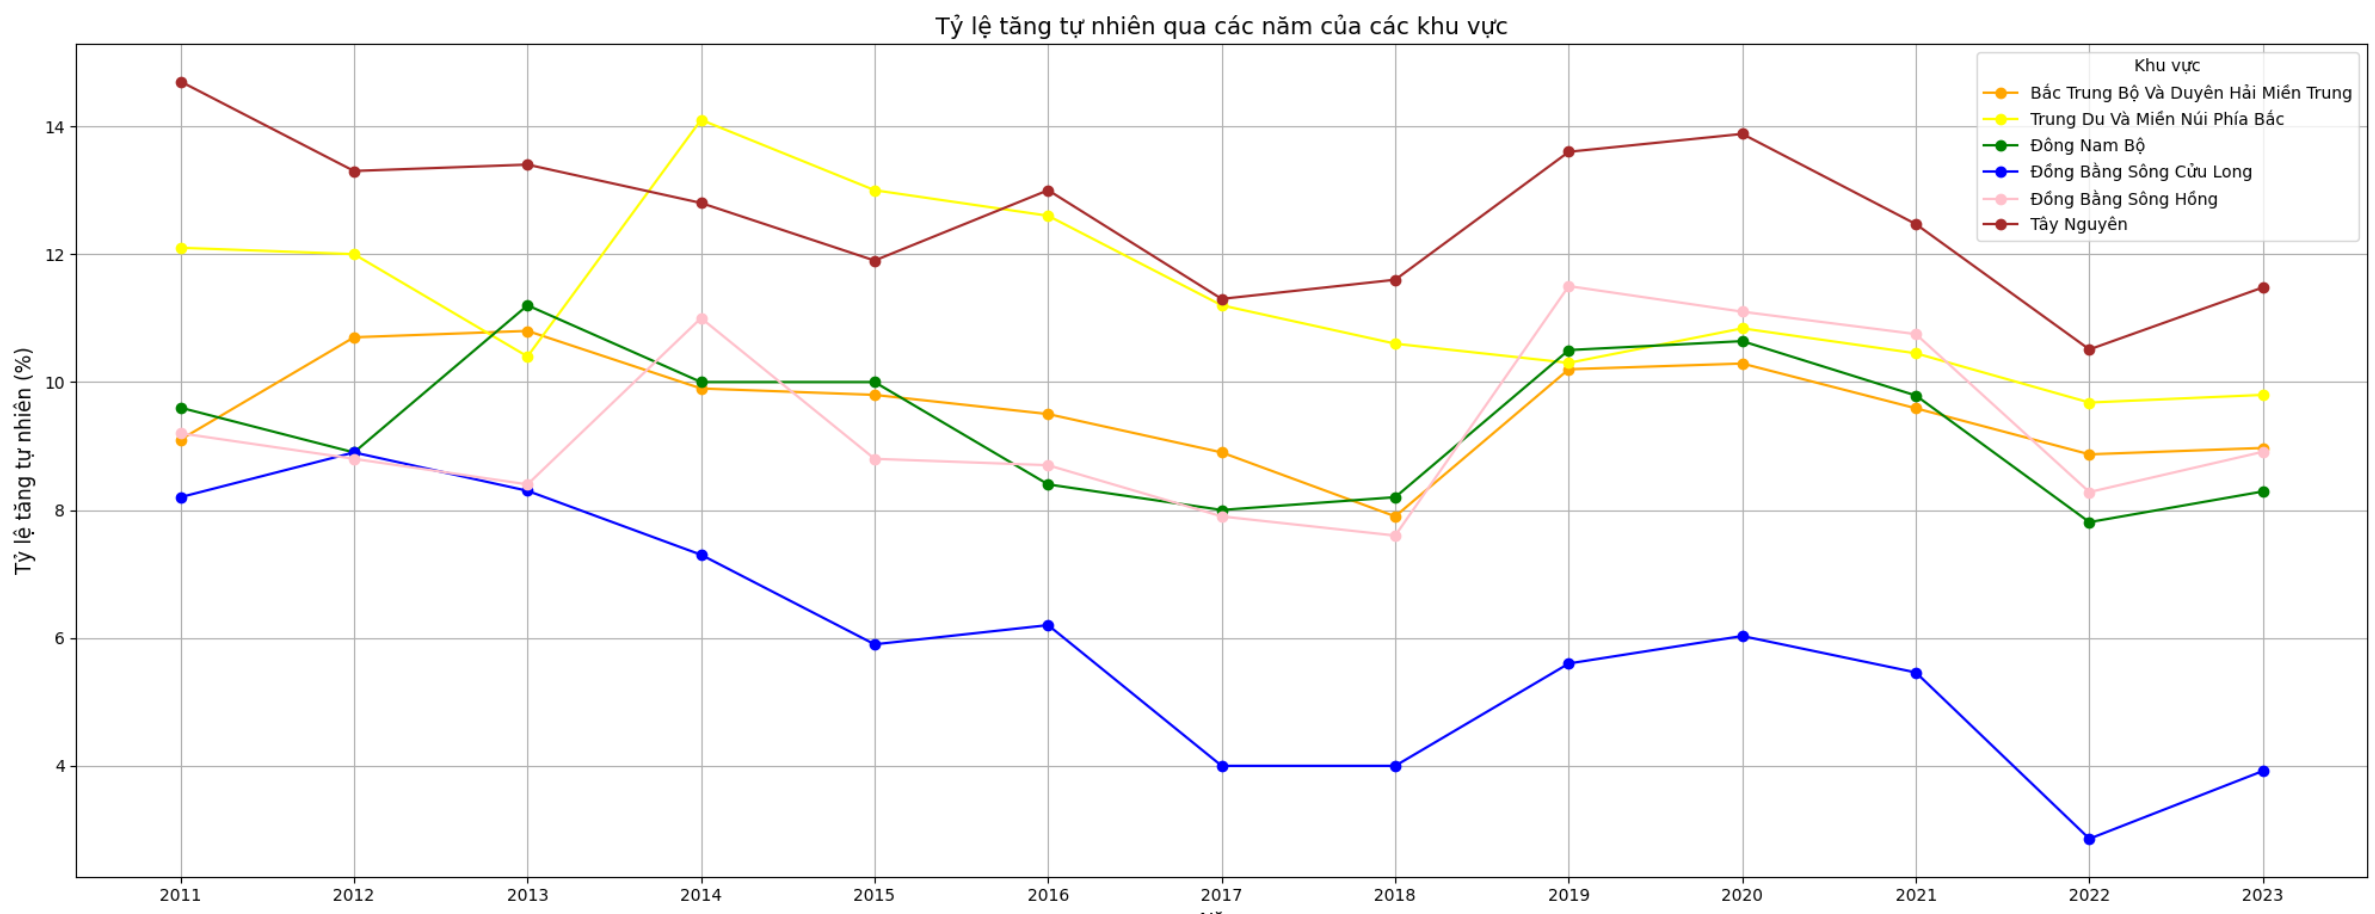 Tỷ lệ tăng tự nhiên qua các năm của các khu vực
Khu vực
Bắc Trung Bộ Và Duyên Hải Miền Trung
Trung Du Và Miền Núi Phía Bắc
Đông Nam Bộ
Đồng Bằng Sông Cửu Long
Đồng Bằng Sông Hồng
Tây Nguyên
Tỷ lệ tăng tự nhiên (%)
14
12
10
8
6
4
2011 2012 2013 2014 2015 2016 2017 2018 2019 2020 2021 2022 2023